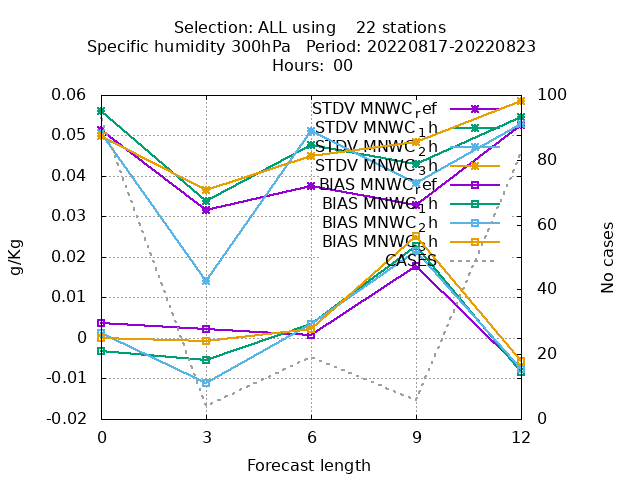 Selection: ALL using    22 stations
Specific humidity 300hPa   Period: 20220817-20220823
Hours:  00
0.06
0.05
0.04
0.03
0.02
0.01
0
-0.01
-0.02
100
80
60
40
20
0
STDV MNWC_ref
STDV MNWC_1h
STDV MNWC_2h
STDV MNWC_3h
BIAS MNWC_ref
BIAS MNWC_1h
BIAS MNWC_2h
BIAS MNWC_3h
CASES
g/Kg
No cases
0 3 6 9 12
Forecast length